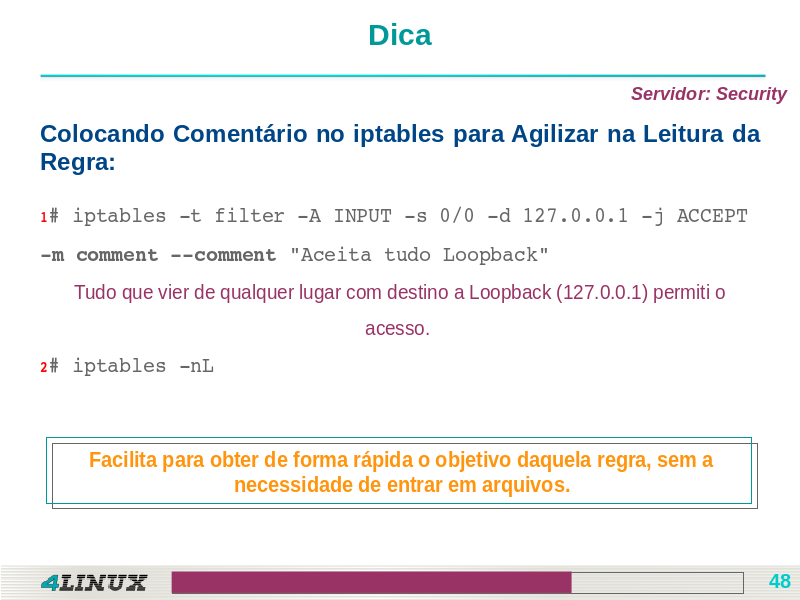 Dica
Servidor: Security
Colocando Comentário no iptables para Agilizar na Leitura da
Regra:
1# iptables -t filter -A INPUT -s 0/0 -d 127.0.0.1 -j ACCEPT
-m comment --comment "Aceita tudo Loopback"
Tudo que vier de qualquer lugar com destino a Loopback (127.0.0.1) permiti o
acesso.
2# iptables -nL
Facilita para obter de forma rápida o objetivo daquela regra, sem a
necessidade de entrar em arquivos.
4LINUX
48